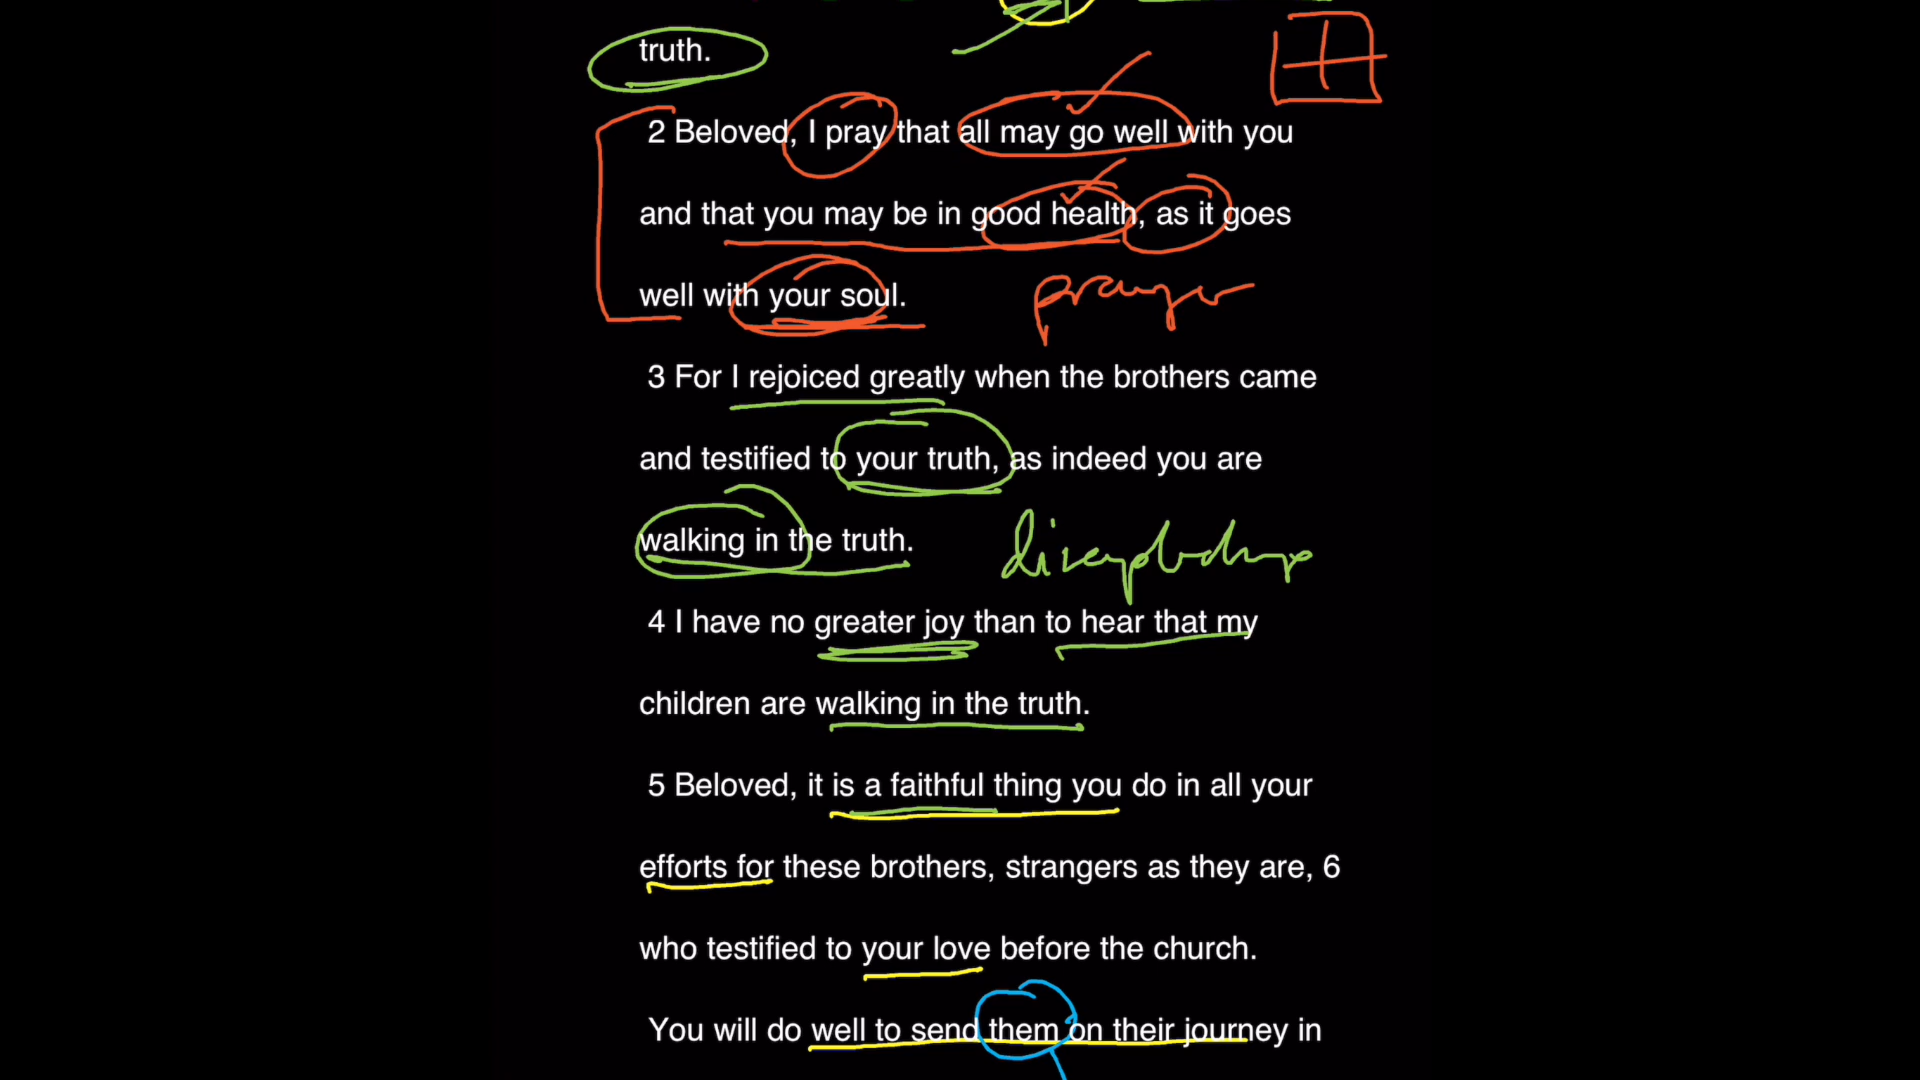 truth.
2 Beloved, I pray that all may go well with you
and that you may be in good health, as it goes
well with your soul.
prayer
3 For I rejoiced greatly when the brothers came
and testified to your truth, as indeed you are
walking in the truth.
4 I have no greater joy than to hear that my
children are walking in the truth.
5 Beloved, it is a faithful thing you do in all your
efforts for these brothers, strangers as they are, 6
who testified to your love before the church.
You will do well to send them on their journey in